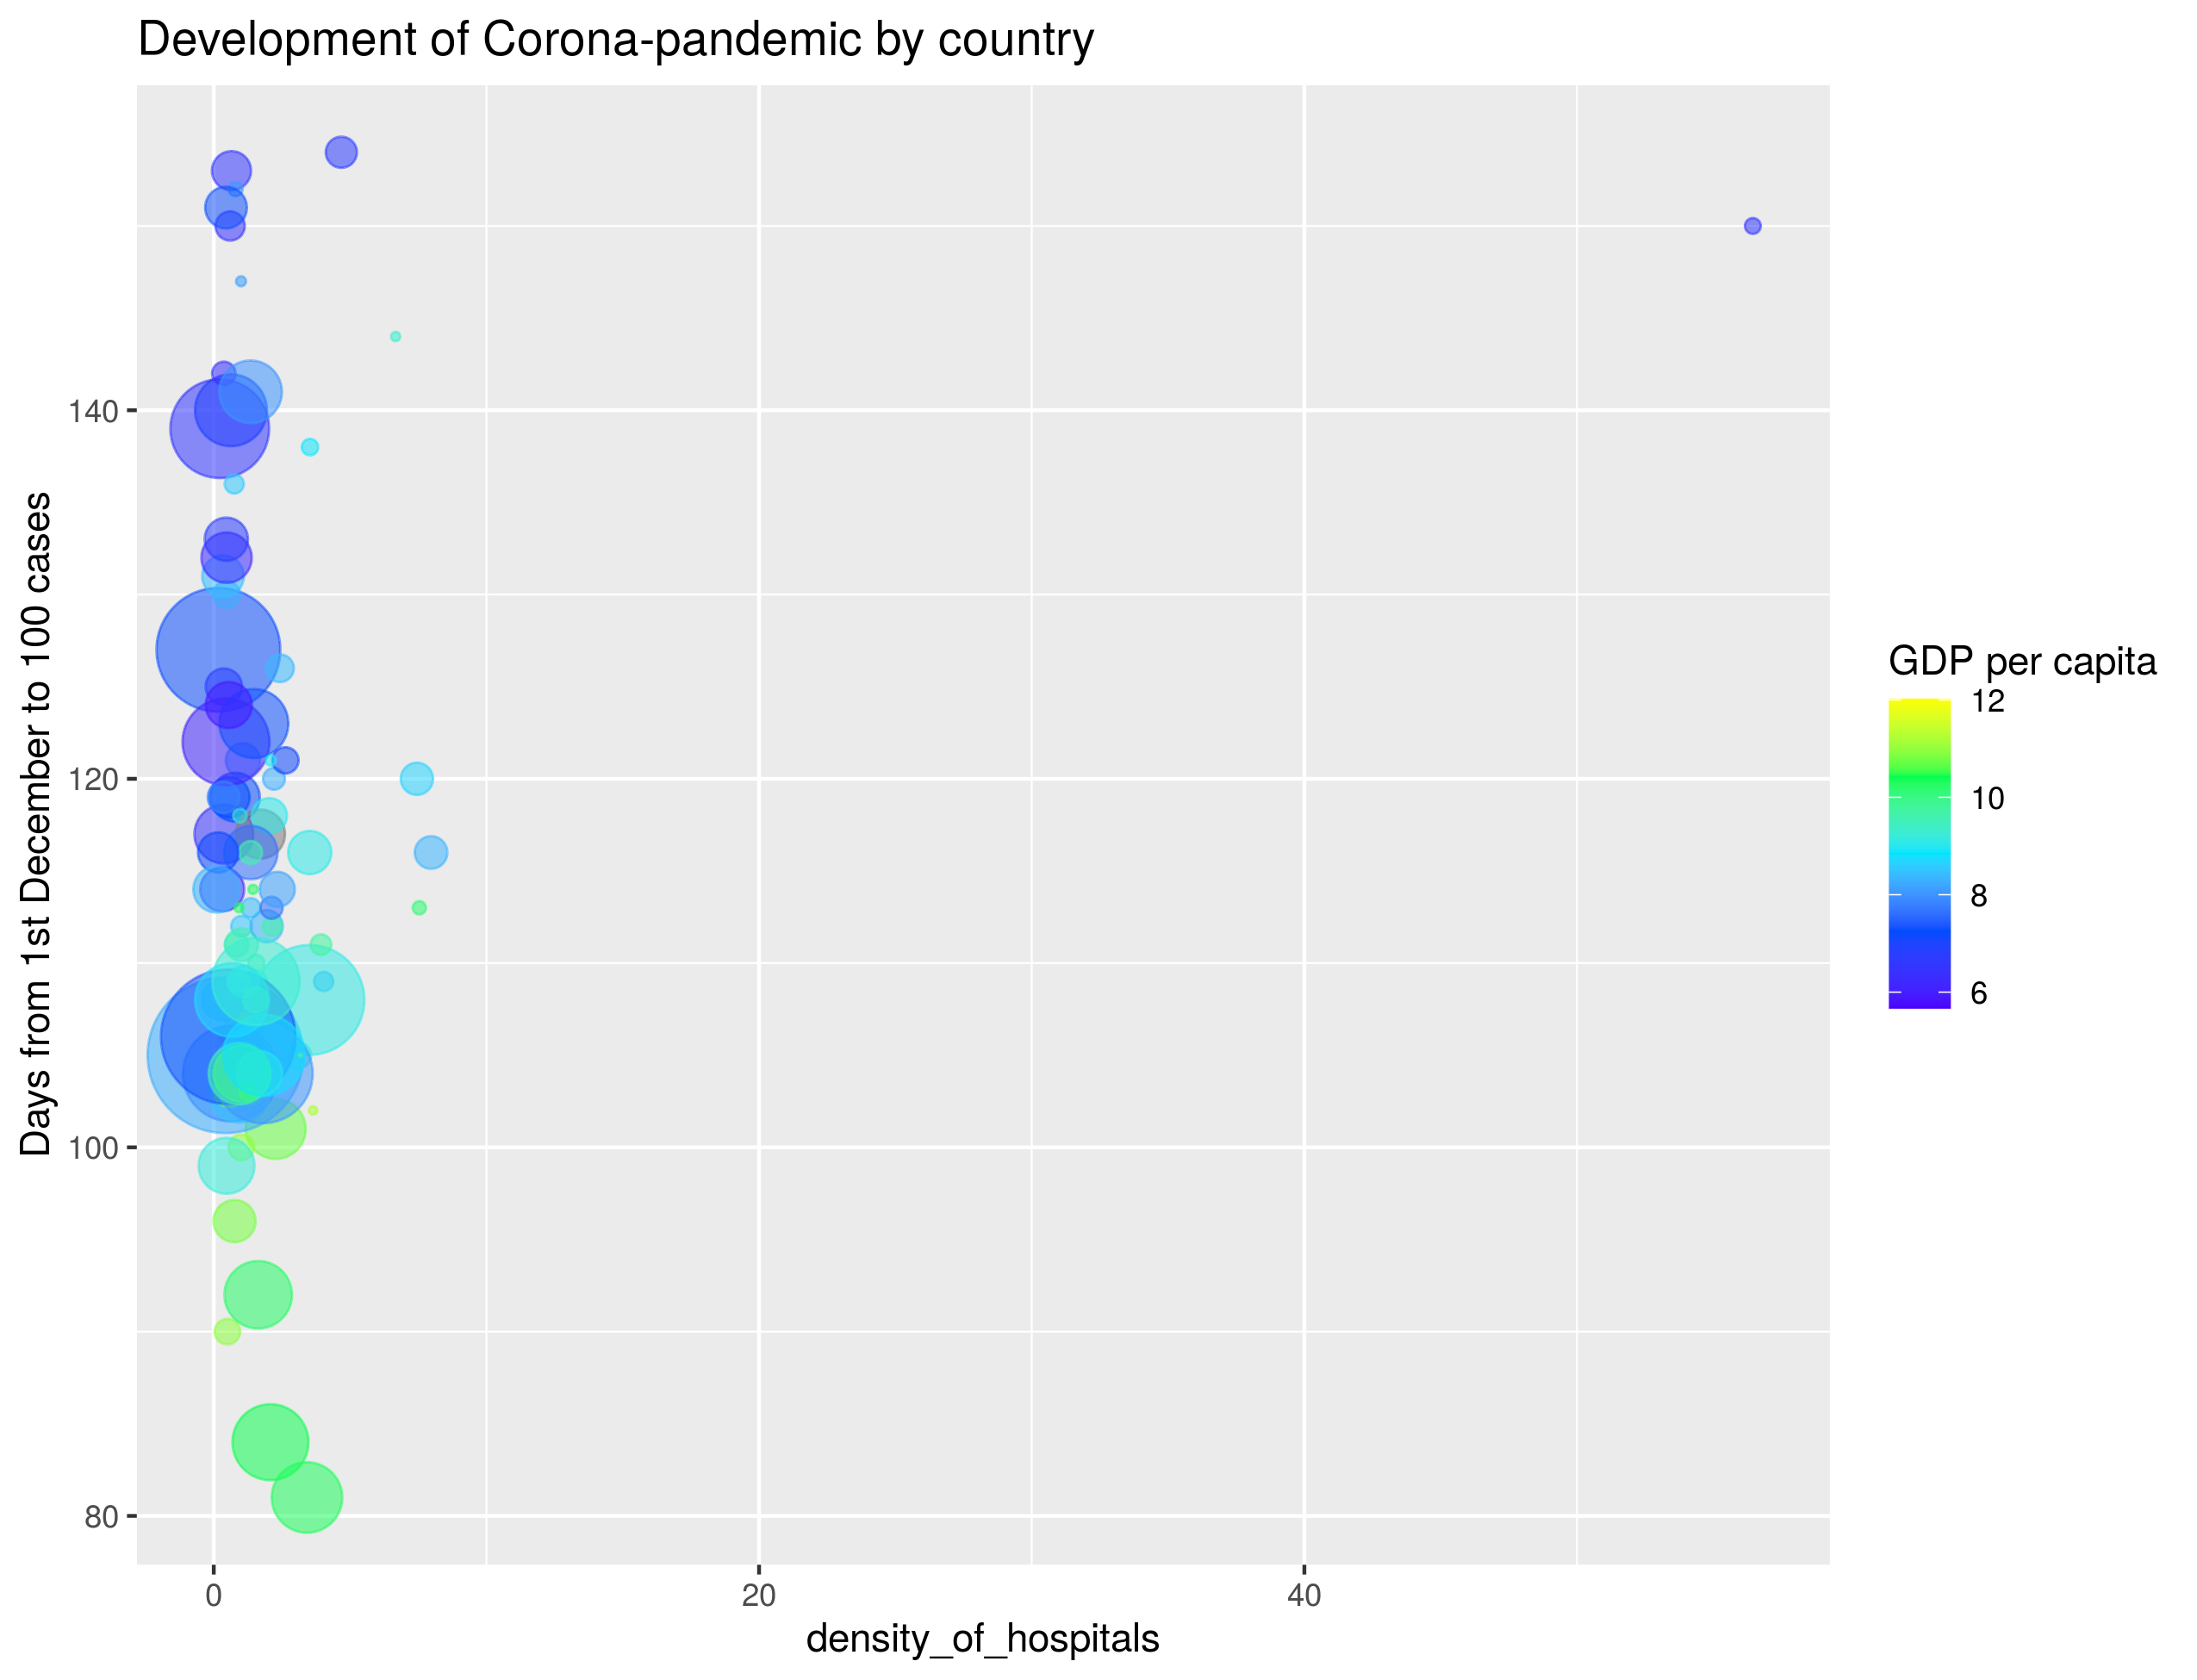 Development of Corona-pandemic by country
Days from 1st December to 100 cases
140
120
100
80
0
20
40
density_of_hospitals
GDP per capita
12
10
8
6